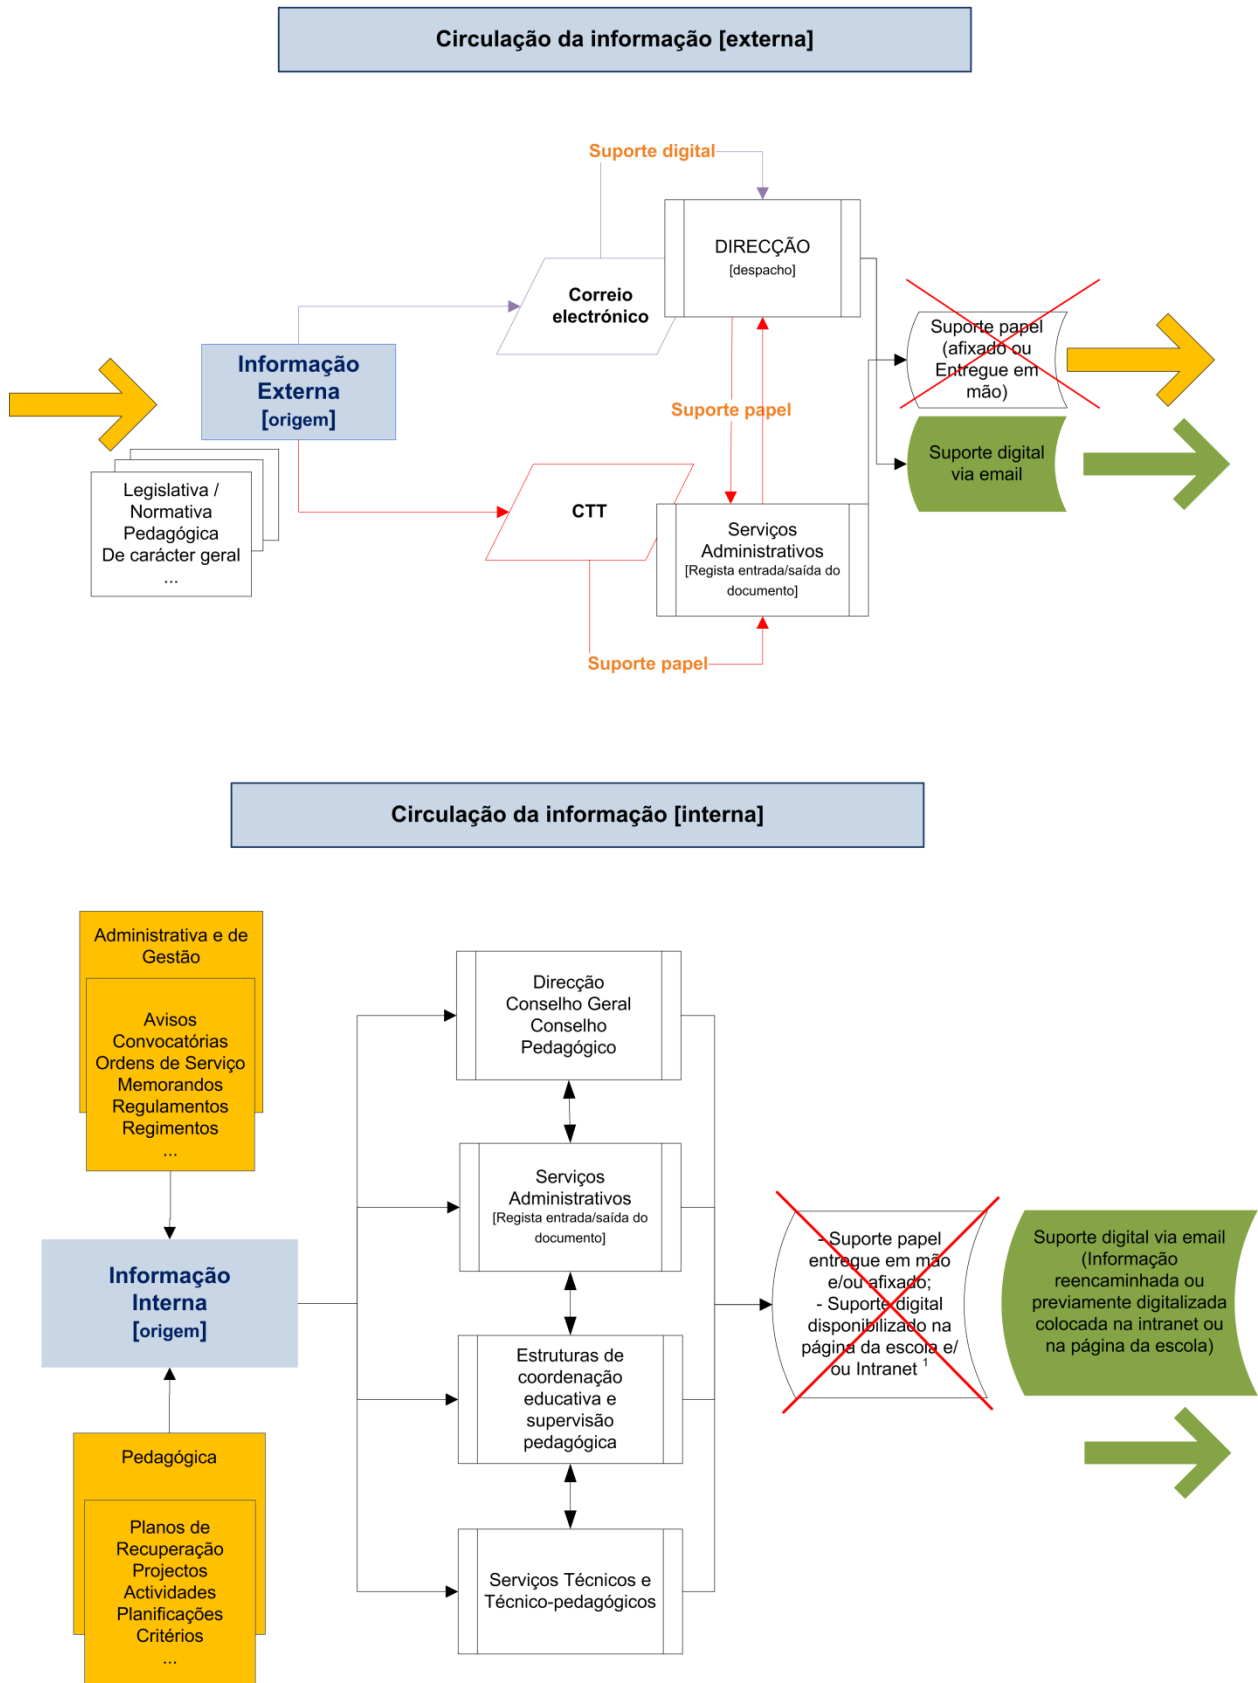 Circulação da informação [externa]
Suporte digital
DIRECÇÃO
[despacho]
Correio
electrónico
Informação
Externa
[origem]
Suporte papel
(afixado ou
Entregue em
mão)
Suporte papel
Suporte digital
via email
Legislativa /
Normativa
Pedagógica
De carácter geral
...
CTT
Serviços
Administrativos
[Regista entrada/saída do
documento]
Suporte papel
Circulação da informação [interna]
Administrativa e de
Gestão
Avisos
Convocatórias
Ordens de Serviço
Memorandos
Regulamentos
Regimentos
...
Informação
Interna
[origem]
Pedagógica
Planos de
Recuperação
Projectos
Actividades
Planificações
Critérios
...
Direcção
Conselho Geral
Conselho
Pedagógico
Serviços
Administrativos
[Regista entrada/saída do
documento]
Estruturas de
coordenação
educativa e
supervisão
pedagógica
Serviços Técnicos e
Técnico-pedagógicos
- Suporte papel
entregue em mão
e/ou afixado;
- Suporte digital
disponibilizado na
página da escola e/
ou Intranet ¹
Suporte digital via email
(Informação
reencaminhada ou
previamente digitalizada
colocada na intranet ou
na página da escola)